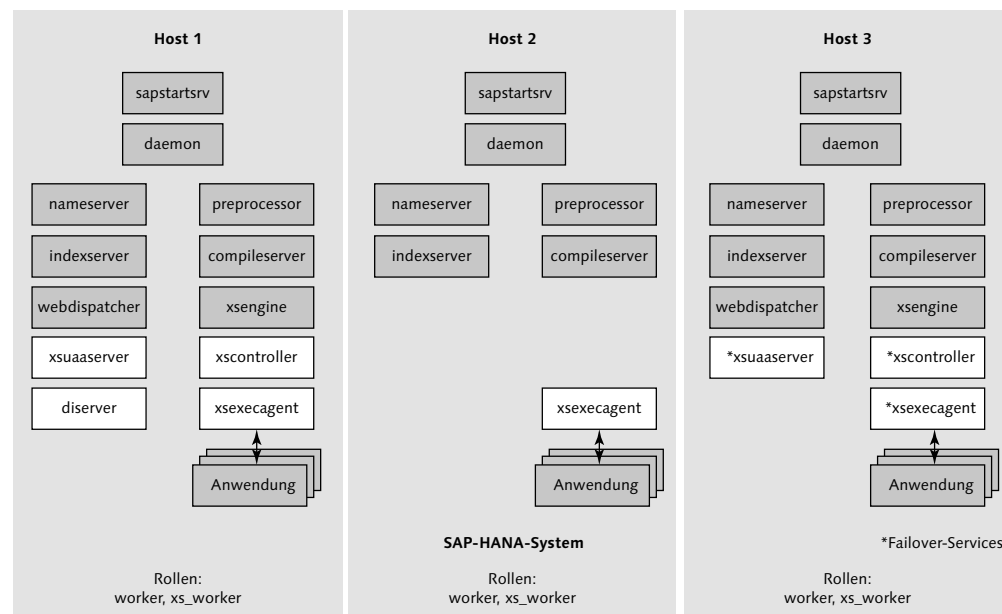 Host 1
sapstartsrv
daemon
nameserver
preprocessor
indexserver
compileserver
webdispatcher
xsengine
xsuaaserver
xscontroller
diserver
xsexecagent
Anwendung
Rollen:
worker, xs_worker
Host 2
sapstartsrv
daemon
nameserver
preprocessor
indexserver
compileserver
xsexecagent
Anwendung
SAP-HANA-System
Rollen:
worker, xs_worker
Host 3
sapstartsrv
daemon
nameserver
preprocessor
indexserver
compileserver
webdispatcher
xsengine
*xsuaaserver
*xscontroller
*xsexecagent
Anwendung
*Failover-Services
Rollen:
worker, xs_worker